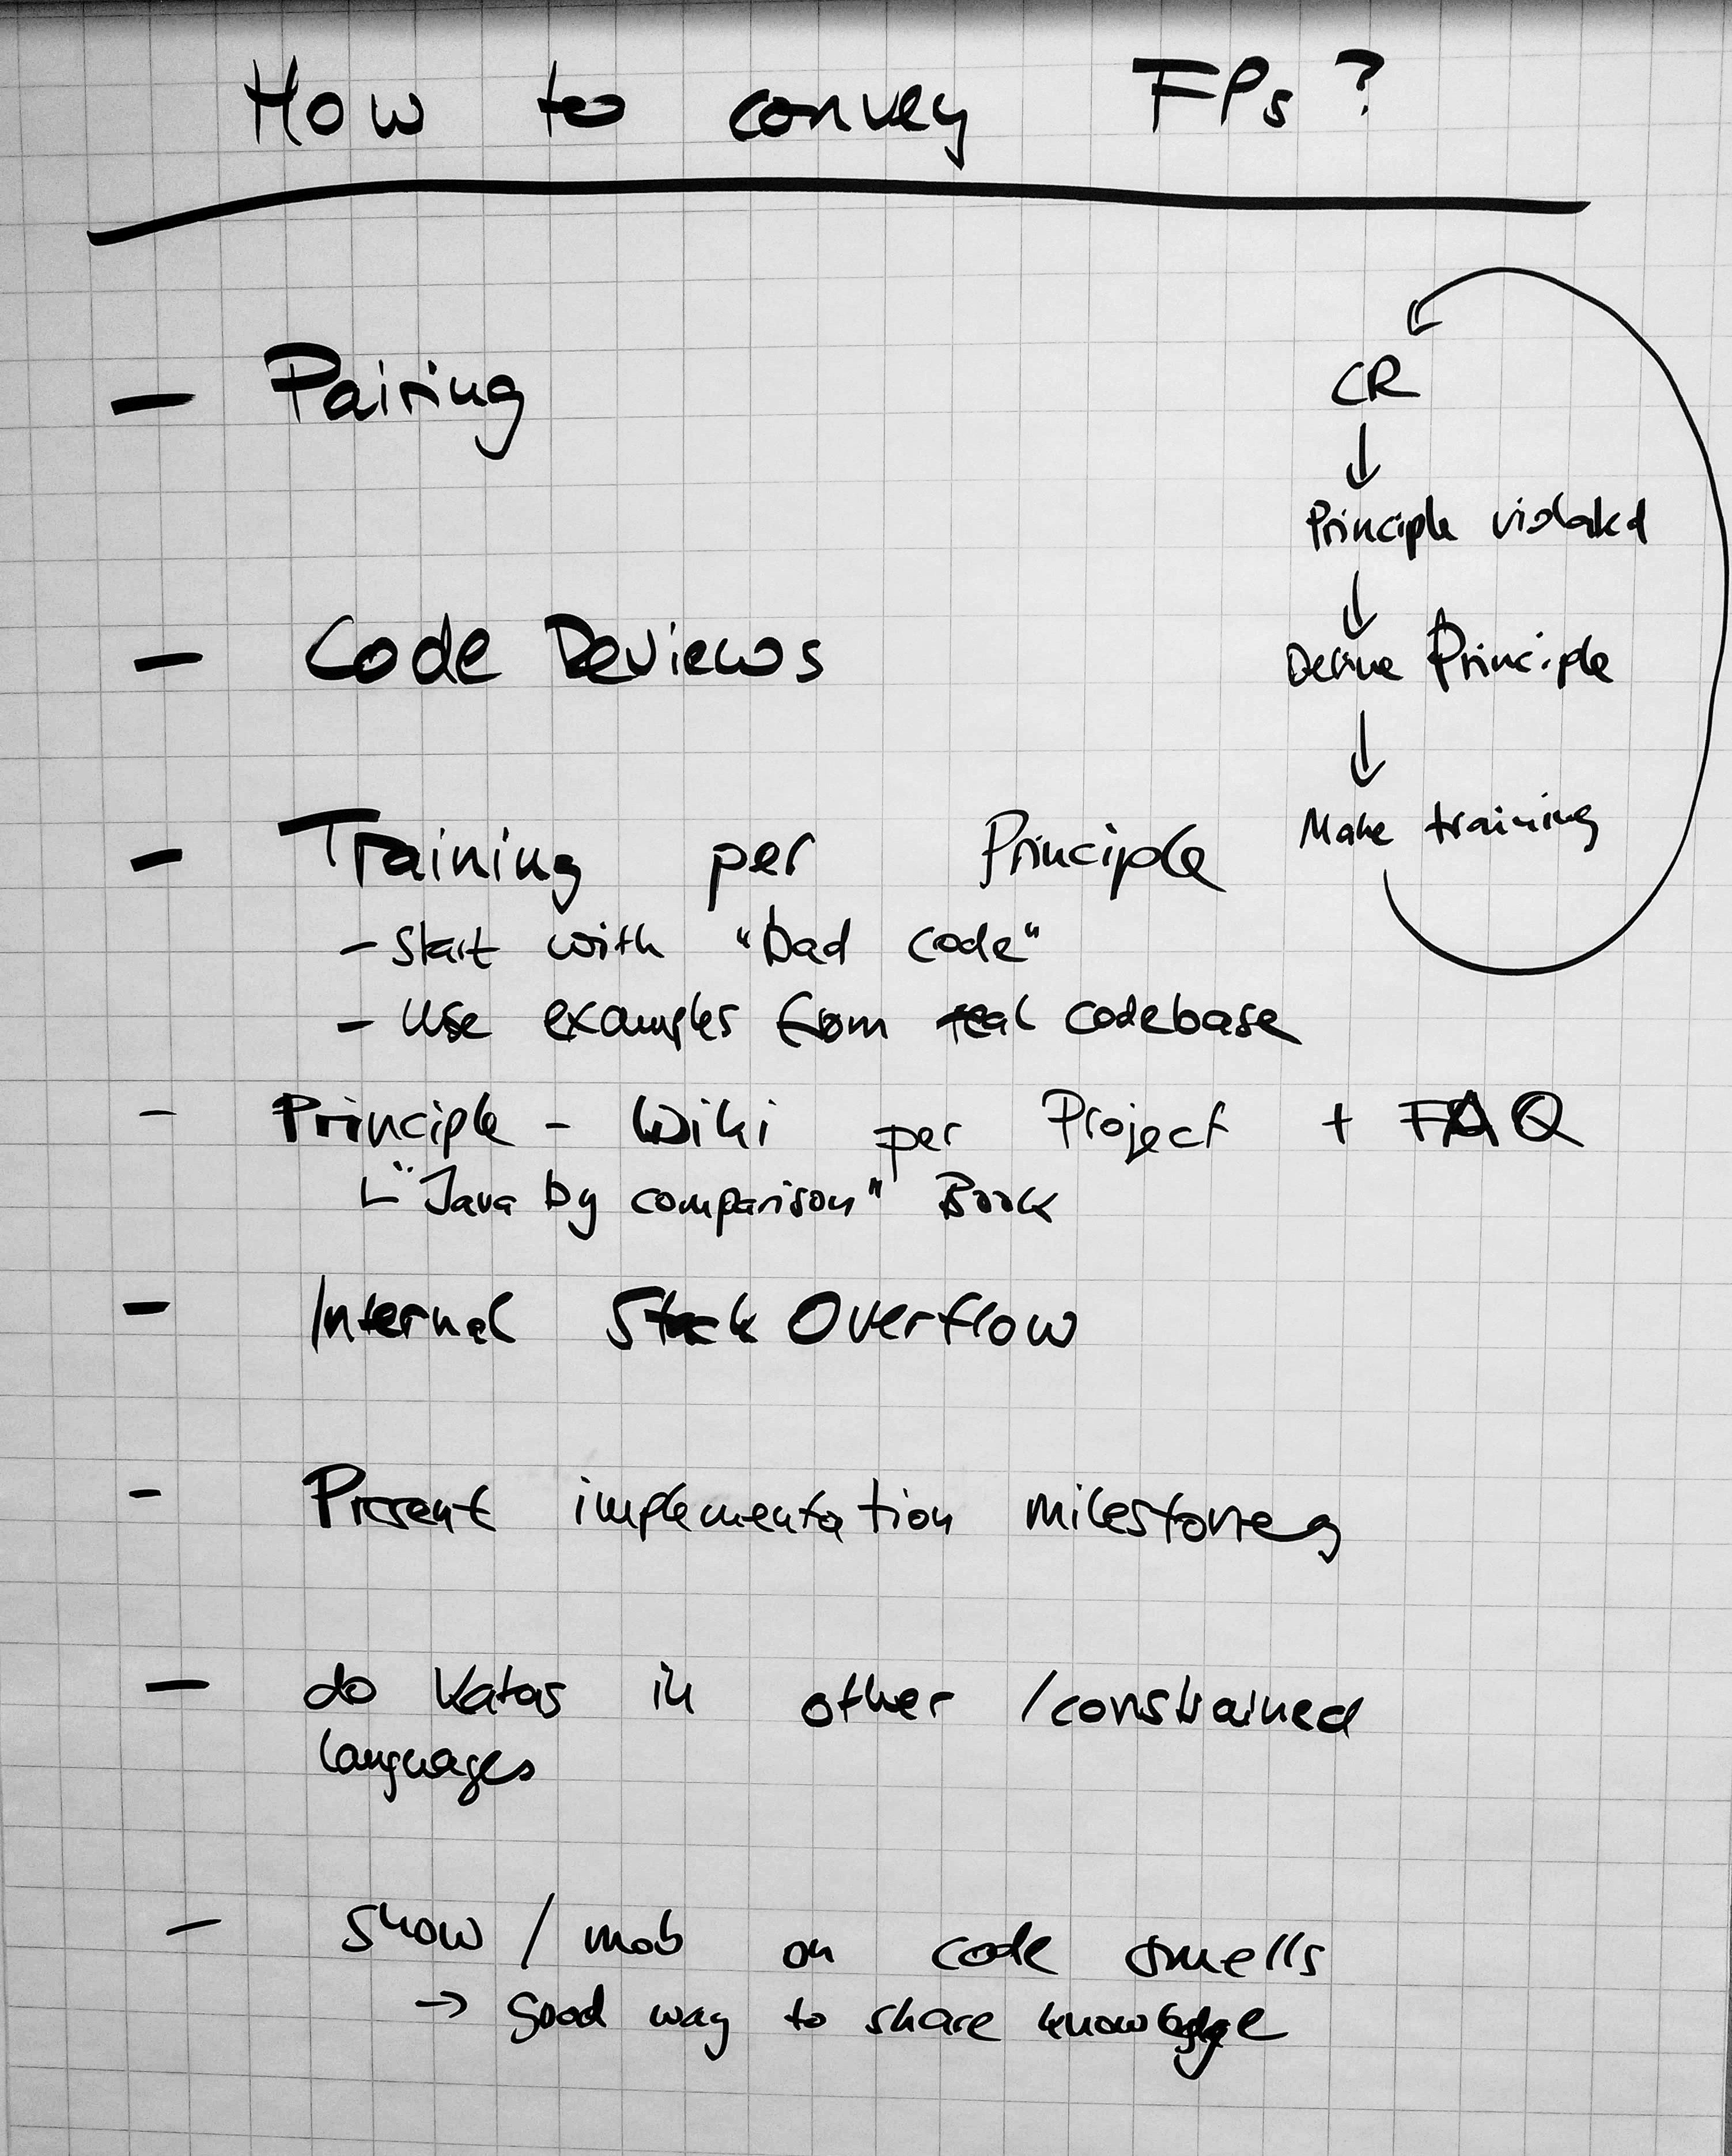 How to convey FPs?
- Pairing
- Code Reviews
- Training per Principle
- Start with "bad code"
- Use examples from real codebase
- Principle - Wiki per Project + FAQ
"Java by comparison" Book
- Internal Stack Overflow
- Present implementation milestones
- do Katas in other / constrained
languages
- show / mob on code smells
→ good way to share knowledge
CR
↓
Principle violated
↓
Define Principle
↓
Make training